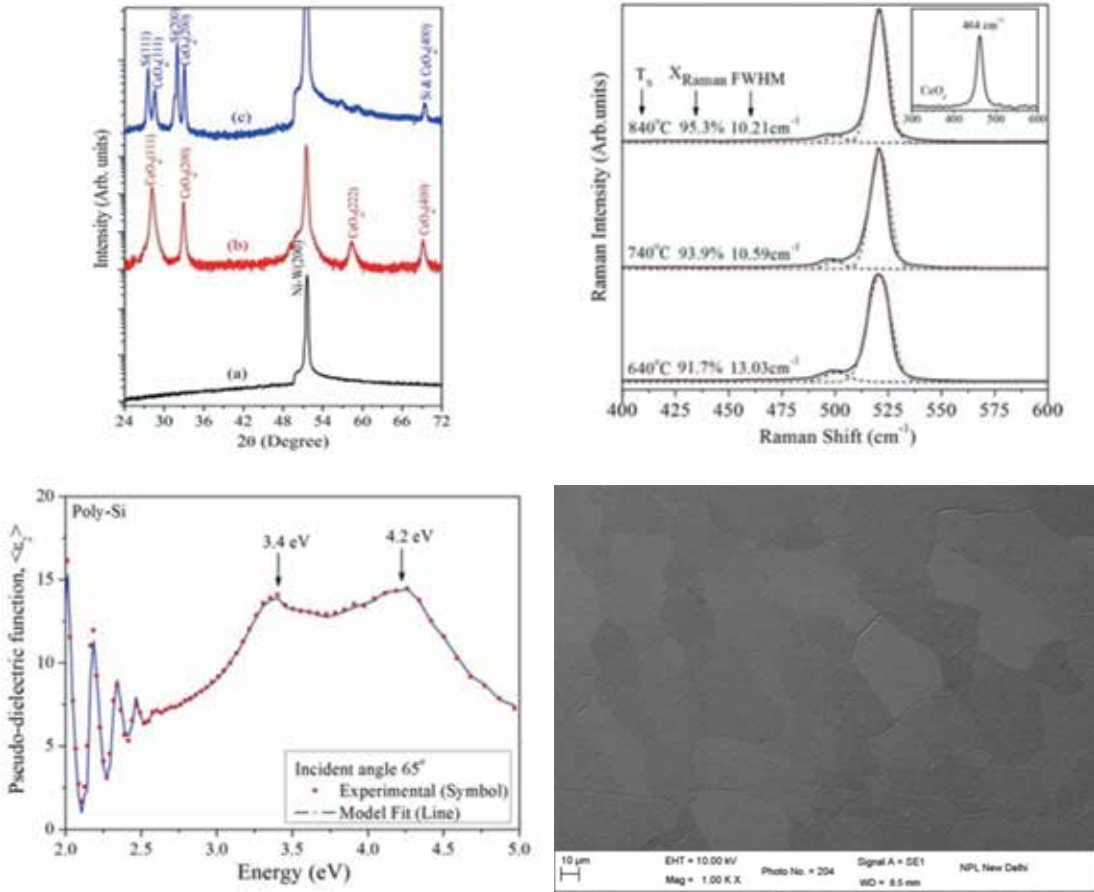 Intensity (Arb. units)
Si(111)
CeO2(111)
Si(200)
CeO2(200)
Si & CeO2(400)
(c)
CeO2(111)
CeO2(200)
CeO2(222)
CeO2(400)
(b)
Ni-W(200)
(a)
24 30 36 42 48 54 60 66 72
2θ (Degree)
Raman Intensity (Arb.units)
TS XRaman FWHM
840°C 95.3% 10.21cm⁻¹
740°C 93.9% 10.59cm⁻¹
640°C 91.7% 13.03cm⁻¹
464 cm⁻¹
300 400 500 600
400 425 450 475 500 525 550 575 600
Raman Shift (cm⁻¹)
Pseudo-dielectric function, <ε2>
20
15
10
5
0
Poly-Si
3.4 eV
4.2 eV
Incident angle 65°
Experimental (Symbol)
Model Fit (Line)
2.0 2.5 3.0 3.5 4.0 4.5 5.0
Energy (eV)
10 µm
EHT = 10.00 kV
Mag = 1.00 K X
Photo No. = 204
Signal A = SE1
WD = 8.5 mm
NPL New Delhi